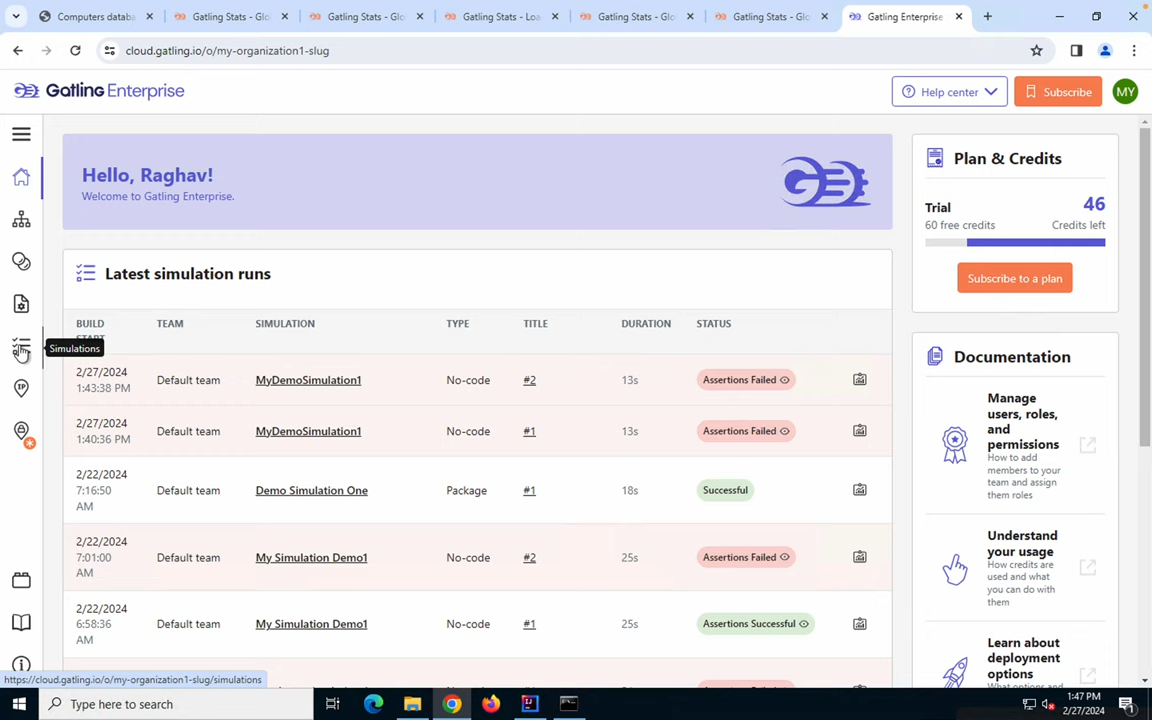 Computers databa
Gatling Stats - Glo
Gatling Stats - Glo
Gatling Stats - Loa
Gatling Stats - Glo
Gatling Stats - Glo
Gatling Enterprise
cloud.gatling.io/o/my-organization1-slug
Gatling Enterprise
Help center
Subscribe
MY
Hello, Raghav!
Welcome to Gatling Enterprise.
Plan & Credits
Trial
46
60 free credits
Credits left
Subscribe to a plan
Latest simulation runs
BUILD
START
TEAM
SIMULATION
TYPE
TITLE
DURATION
STATUS
Simulations
2/27/2024
1:43:38 PM
Default team
MyDemoSimulation1
No-code
#2
13s
Assertions Failed
2/27/2024
1:40:36 PM
Default team
MyDemoSimulation1
No-code
#1
13s
Assertions Failed
2/22/2024
7:16:50
AM
Default team
Demo Simulation One
Package
#1
18s
Successful
2/22/2024
7:01:00
AM
Default team
My Simulation Demo1
No-code
#2
25s
Assertions Failed
2/22/2024
6:58:36
AM
Default team
My Simulation Demo1
No-code
#1
25s
Assertions Successful
Documentation
Manage
users, roles,
and
permissions
How to add
members to your
team and assign
them roles
Understand
your usage
How credits are
used and what
you can do with
them
Learn about
deployment
options
What options and
IP
https://cloud.gatling.io/o/my-organization1-slug/simulations
Type here to search
1:47 PM
2/27/2024
1